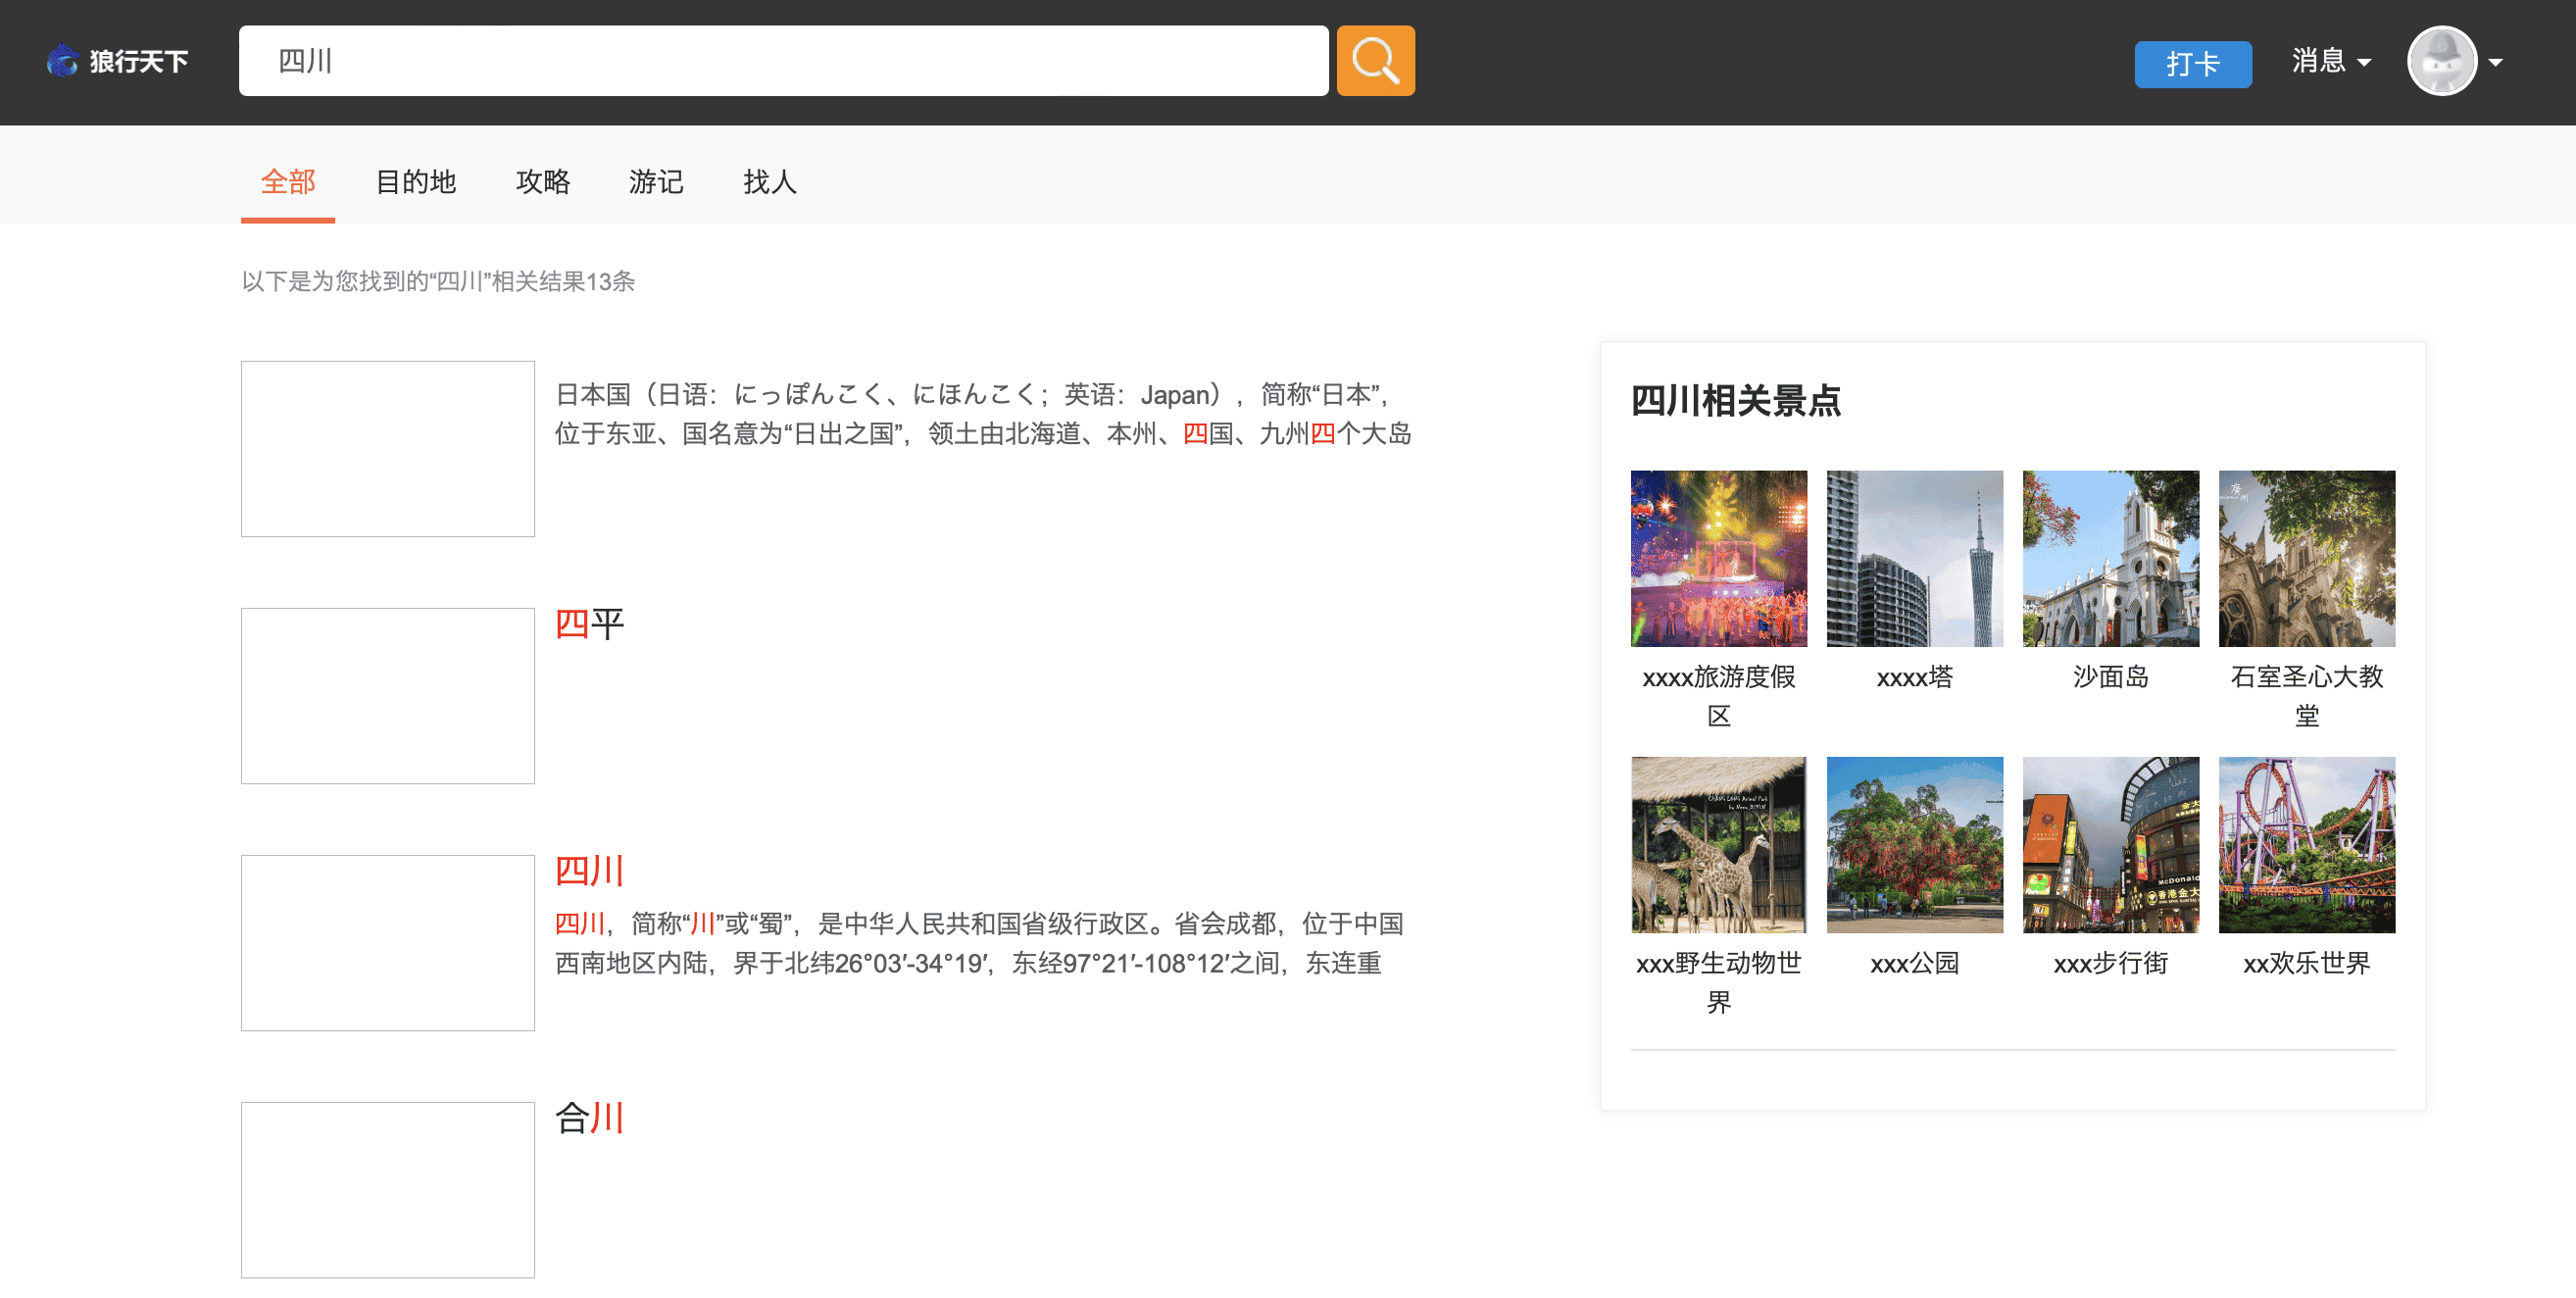 狼行天下
四川
打卡
消息
全部 目的地 攻略 游记 找人
以下是为您找到的“四川”相关结果13条
日本国（日语：にっぽんこく、にほんこく；英语：Japan），简称“日本”，
位于东亚、国名意为“日出之国”，领土由北海道、本州、四国、九州四个大岛
四平
四川
四川，简称“川”或“蜀”，是中华人民共和国省级行政区。省会成都，位于中国
西南地区内陆，界于北纬26°03′-34°19′，东经97°21′-108°12′之间，东连重
合川
四川相关景点
廣州
xxxx旅游度假
区
xxxx塔
沙面岛
石室圣心大教
堂
McDonald
香港金大
xxx野生动物世
界
xxx公园
xxx步行街
xx欢乐世界